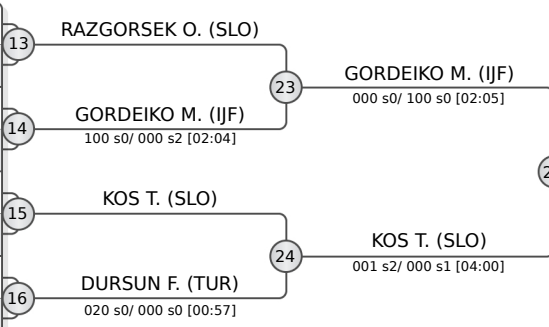 RAZGORSEK O. (SLO)
13
23
GORDEIKO M. (IJF)
000 s0/ 100 s0 [02:05]
GORDEIKO M. (IJF)
14
100 s0/ 000 s2 [02:04]
KOS T. (SLO)
15
24
KOS T. (SLO)
001 s2/ 000 s1 [04:00]
DURSUN F. (TUR)
16
020 s0/ 000 s0 [00:57]